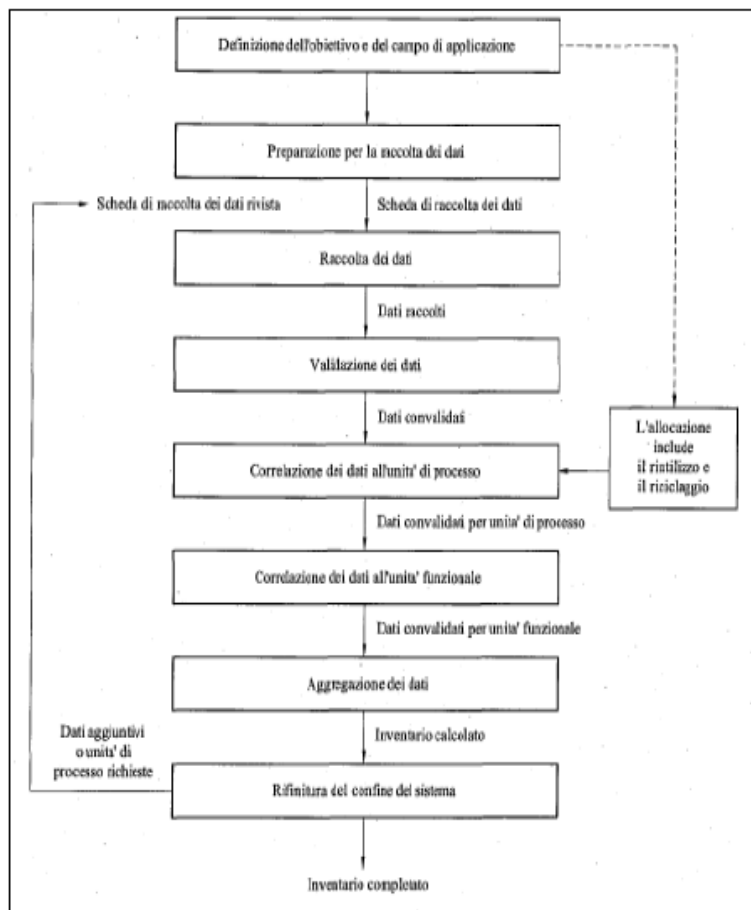 Definizione dell'obiettivo e del campo di applicazione
Preparazione per la raccolta dei dati
Scheda di raccolta dei dati rivista
Scheda di raccolta dei dati
Raccolta dei dati
Dati raccolti
Validazione dei dati
Dati convalidati
L'allocazione
include
il riutilizzo e
il riciclaggio
Correlazione dei dati all'unita' di processo
Dati convalidati per unita' di processo
Correlazione dei dati all'unita' funzionale
Dati convalidati per unita' funzionale
Aggregazione dei dati
Inventario calcolato
Dati aggiuntivi
o unita' di
processo richieste
Rifinitura del confine del sistema
Inventario completato